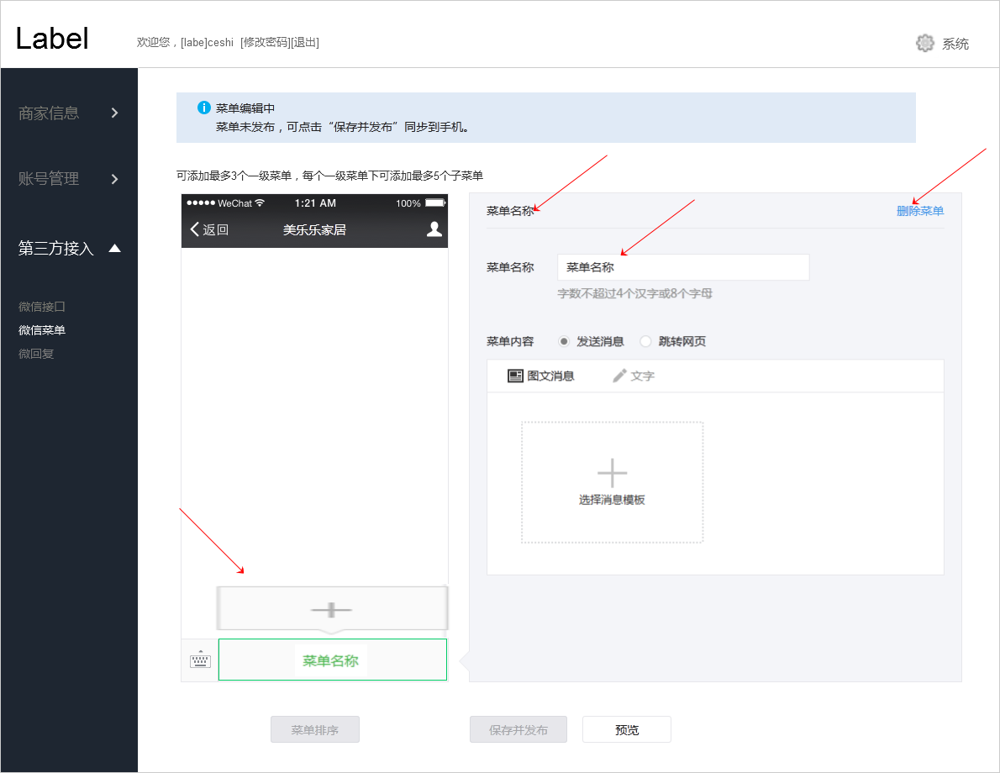 Label
欢迎您，[labe]ceshi [修改密码][退出]
系统
商家信息
账号管理
第三方接入
微信接口
微信菜单
微回复
菜单编辑中
菜单未发布，可点击“保存并发布”同步到手机。
可添加最多3个一级菜单，每个一级菜单下可添加最多5个子菜单
WeChat 1:21 AM 100%
返回 美乐乐家居
菜单名称
菜单名称 删除菜单
菜单名称 菜单名称
字数不超过4个汉字或8个字母
菜单内容 发送消息 跳转网页
图文消息 文字
选择消息模板
菜单排序 保存并发布 预览